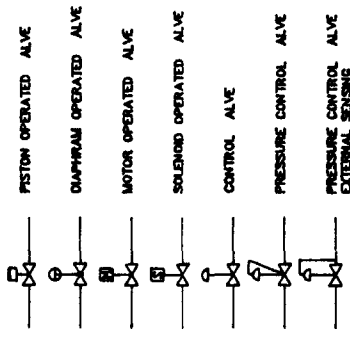 PISTON OPERATED ALVE
DIAPHRAM OPERATED ALVE
MOTOR OPERATED ALVE
SOLENOID OPERATED ALVE
CONTROL ALVE
PRESSURE CONTROL ALVE
PRESSURE CONTROL ALVE
EXTERNAL SENSING
M
S